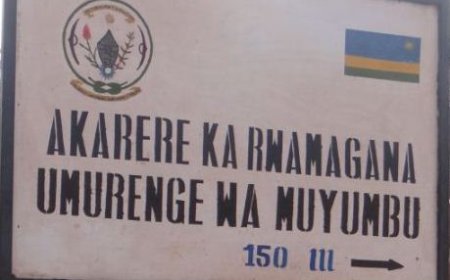 AKARERE KA RWAMAGANA
UMURENGE WA MUYUMBU
150 m